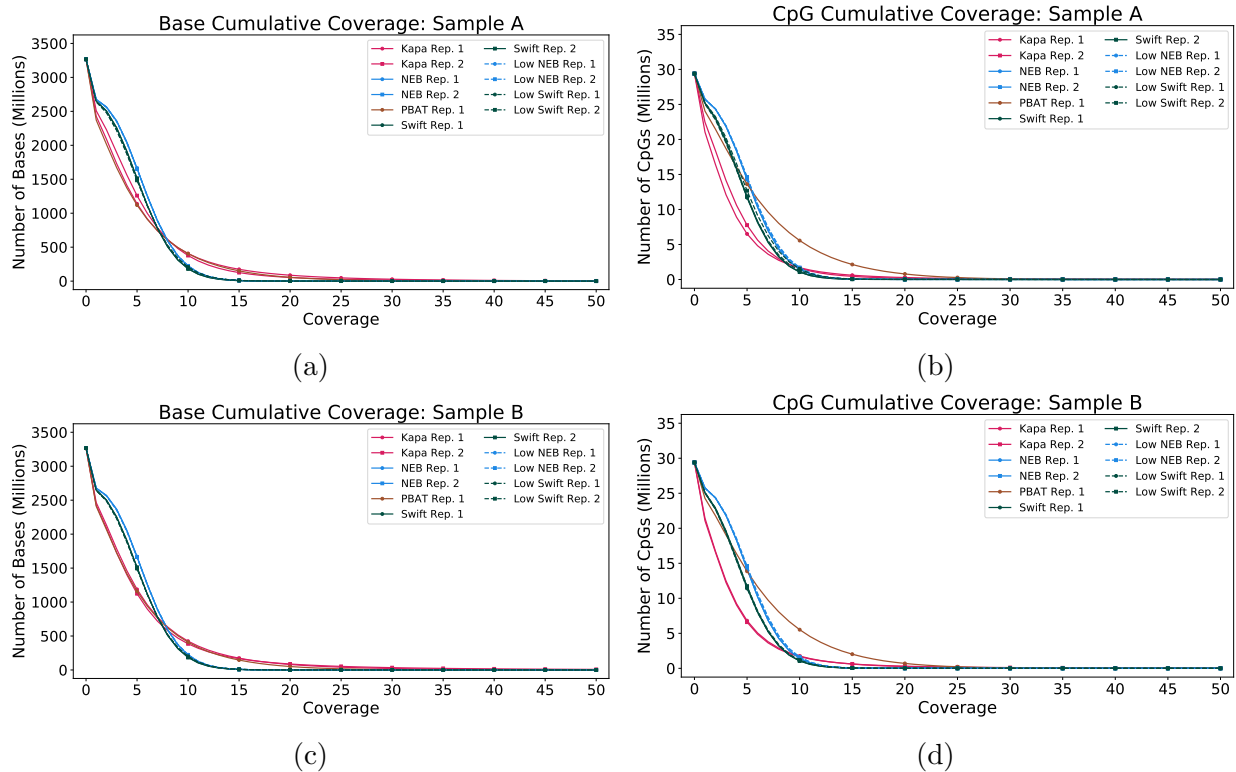 Base Cumulative Coverage: Sample A
Number of Bases (Millions)
3500
3000
2500
2000
1500
1000
500
0
Kapa Rep. 1
Kapa Rep. 2
NEB Rep. 1
NEB Rep. 2
PBAT Rep. 1
Swift Rep. 1
Swift Rep. 2
Low NEB Rep. 1
Low NEB Rep. 2
Low Swift Rep. 1
Low Swift Rep. 2
0 5 10 15 20 25 30 35 40 45 50
Coverage
(a)
CpG Cumulative Coverage: Sample A
Number of CpGs (Millions)
35
30
25
20
15
10
5
0
Kapa Rep. 1
Kapa Rep. 2
NEB Rep. 1
NEB Rep. 2
PBAT Rep. 1
Swift Rep. 1
Swift Rep. 2
Low NEB Rep. 1
Low NEB Rep. 2
Low Swift Rep. 1
Low Swift Rep. 2
0 5 10 15 20 25 30 35 40 45 50
Coverage
(b)
Base Cumulative Coverage: Sample B
Number of Bases (Millions)
3500
3000
2500
2000
1500
1000
500
0
Kapa Rep. 1
Kapa Rep. 2
NEB Rep. 1
NEB Rep. 2
PBAT Rep. 1
Swift Rep. 1
Swift Rep. 2
Low NEB Rep. 1
Low NEB Rep. 2
Low Swift Rep. 1
Low Swift Rep. 2
0 5 10 15 20 25 30 35 40 45 50
Coverage
(c)
CpG Cumulative Coverage: Sample B
Number of CpGs (Millions)
35
30
25
20
15
10
5
0
Kapa Rep. 1
Kapa Rep. 2
NEB Rep. 1
NEB Rep. 2
PBAT Rep. 1
Swift Rep. 1
Swift Rep. 2
Low NEB Rep. 1
Low NEB Rep. 2
Low Swift Rep. 1
Low Swift Rep. 2
0 5 10 15 20 25 30 35 40 45 50
Coverage
(d)